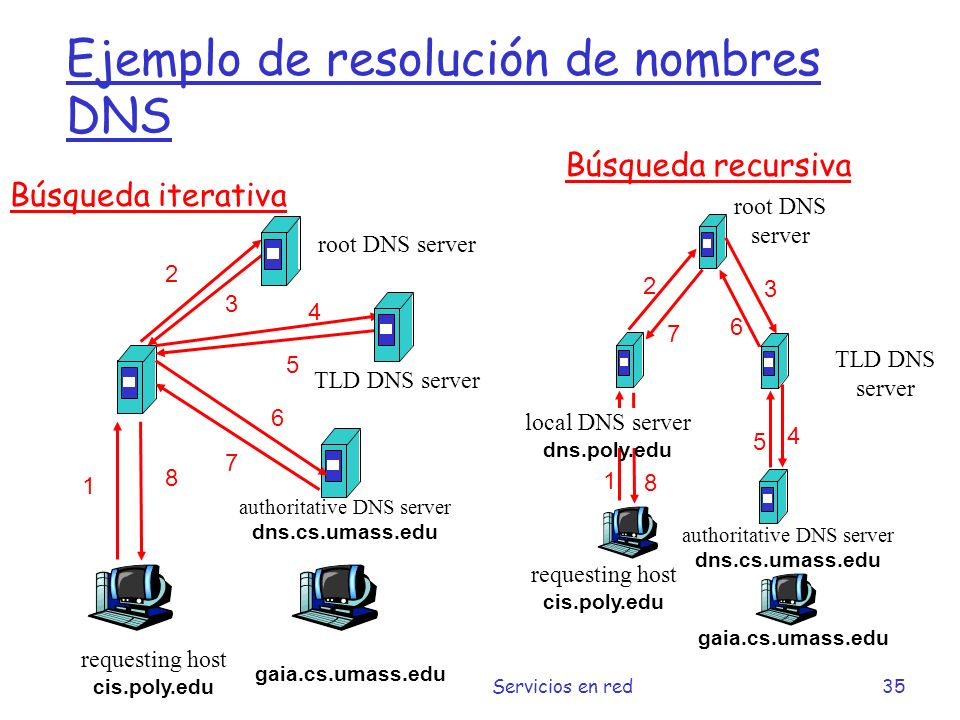 Ejemplo de resolución de nombres
DNS
Búsqueda iterativa
root DNS server
2
3
4
5
TLD DNS server
6
7
1
8
authoritative DNS server
dns.cs.umass.edu
requesting host
cis.poly.edu
gaia.cs.umass.edu
Búsqueda recursiva
root DNS
server
2
3
7
6
TLD DNS
server
local DNS server
dns.poly.edu
5
4
1
8
authoritative DNS server
dns.cs.umass.edu
requesting host
cis.poly.edu
gaia.cs.umass.edu
Servicios en red
35